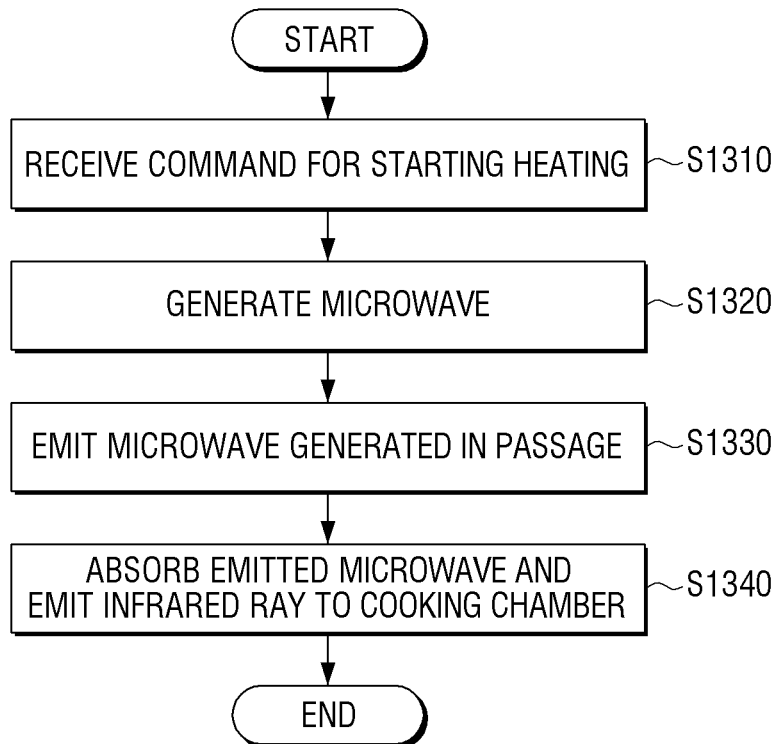 START
RECEIVE COMMAND FOR STARTING HEATING
S1310
GENERATE MICROWAVE
S1320
EMIT MICROWAVE GENERATED IN PASSAGE
S1330
ABSORB EMITTED MICROWAVE AND
EMIT INFRARED RAY TO COOKING CHAMBER
S1340
END